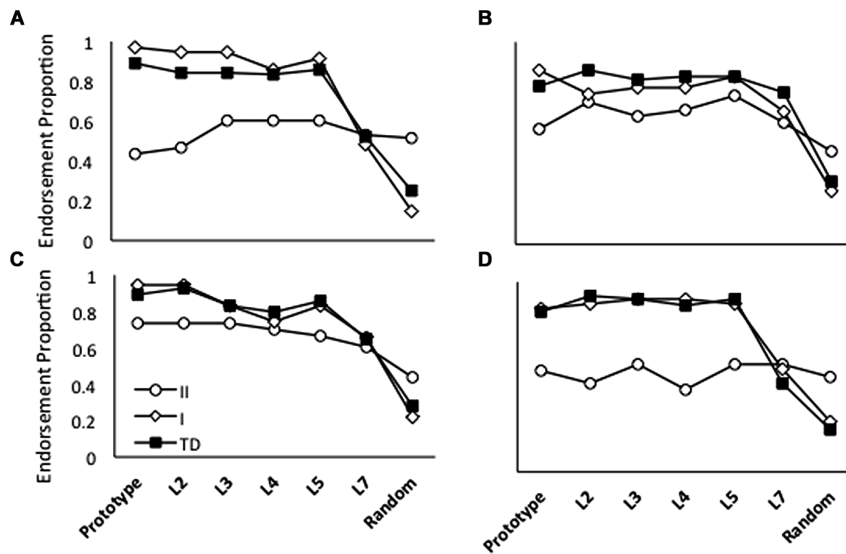 A
B
Endorsement Proportion
1
0.8
0.6
0.4
0.2
0
C
D
Endorsement Proportion
1
0.8
0.6
0.4
0.2
0
II
I
TD
Prototype
L2
L3
L4
L5
L7
Random
Prototype
L2
L3
L4
L5
L7
Random